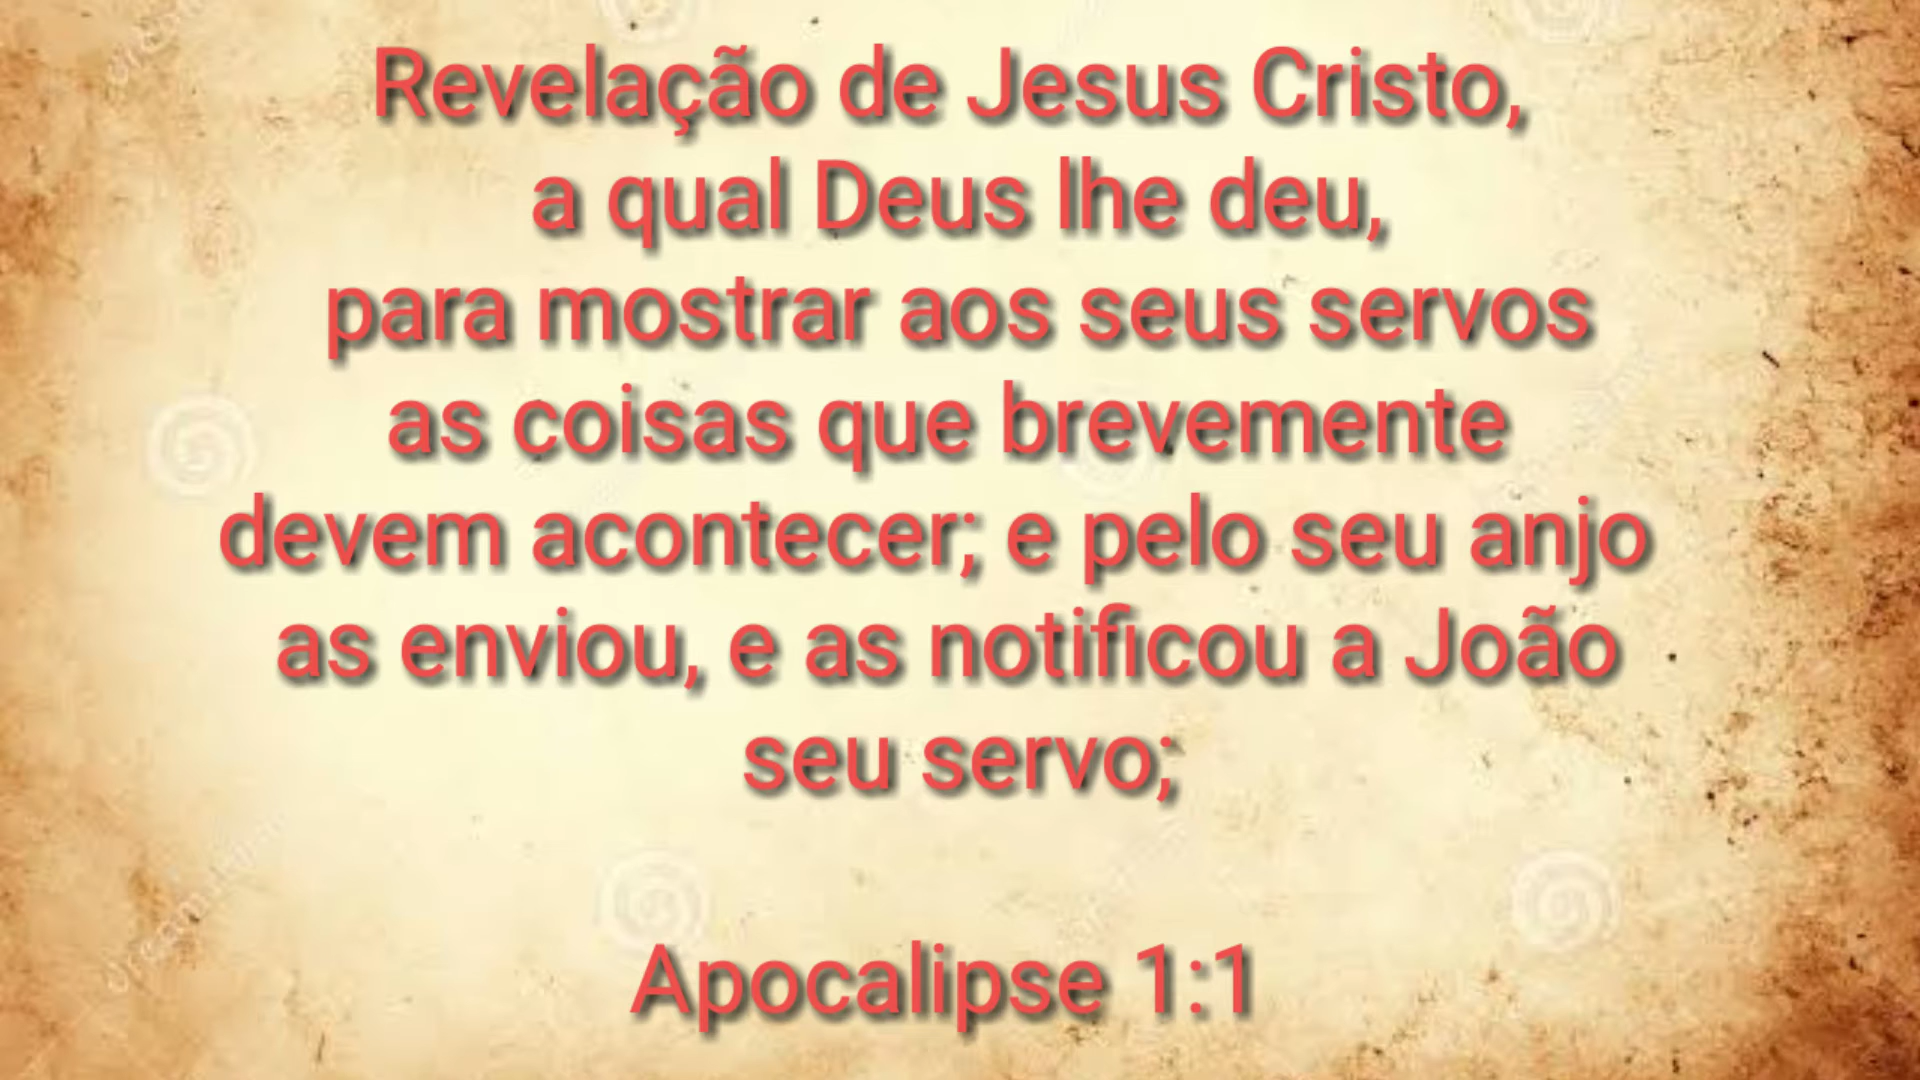 Revelação de Jesus Cristo,
a qual Deus lhe deu,
para mostrar aos seus servos
as coisas que brevemente
devem acontecer; e pelo seu anjo
as enviou, e as notificou a João
seu servo;
Apocalipse 1:1